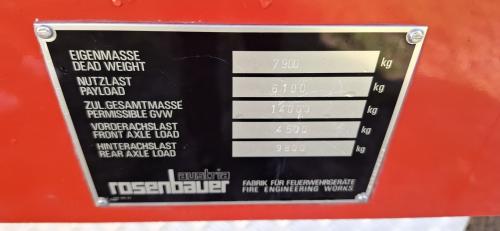 EIGENMASSE
DEAD WEIGHT 7900 kg
NUTZLAST
PAYLOAD 6100 kg
ZUL.GESAMTMASSE
PERMISSIBLE GVW 14000 kg
VORDERACHSLAST
FRONT AXLE LOAD 4500 kg
HINTERACHSLAST
REAR AXLE LOAD 9800 kg
austria
rosenbauer
FABRIK FÜR FEUERWEHRGERÄTE
FIRE ENGINEERING WORKS